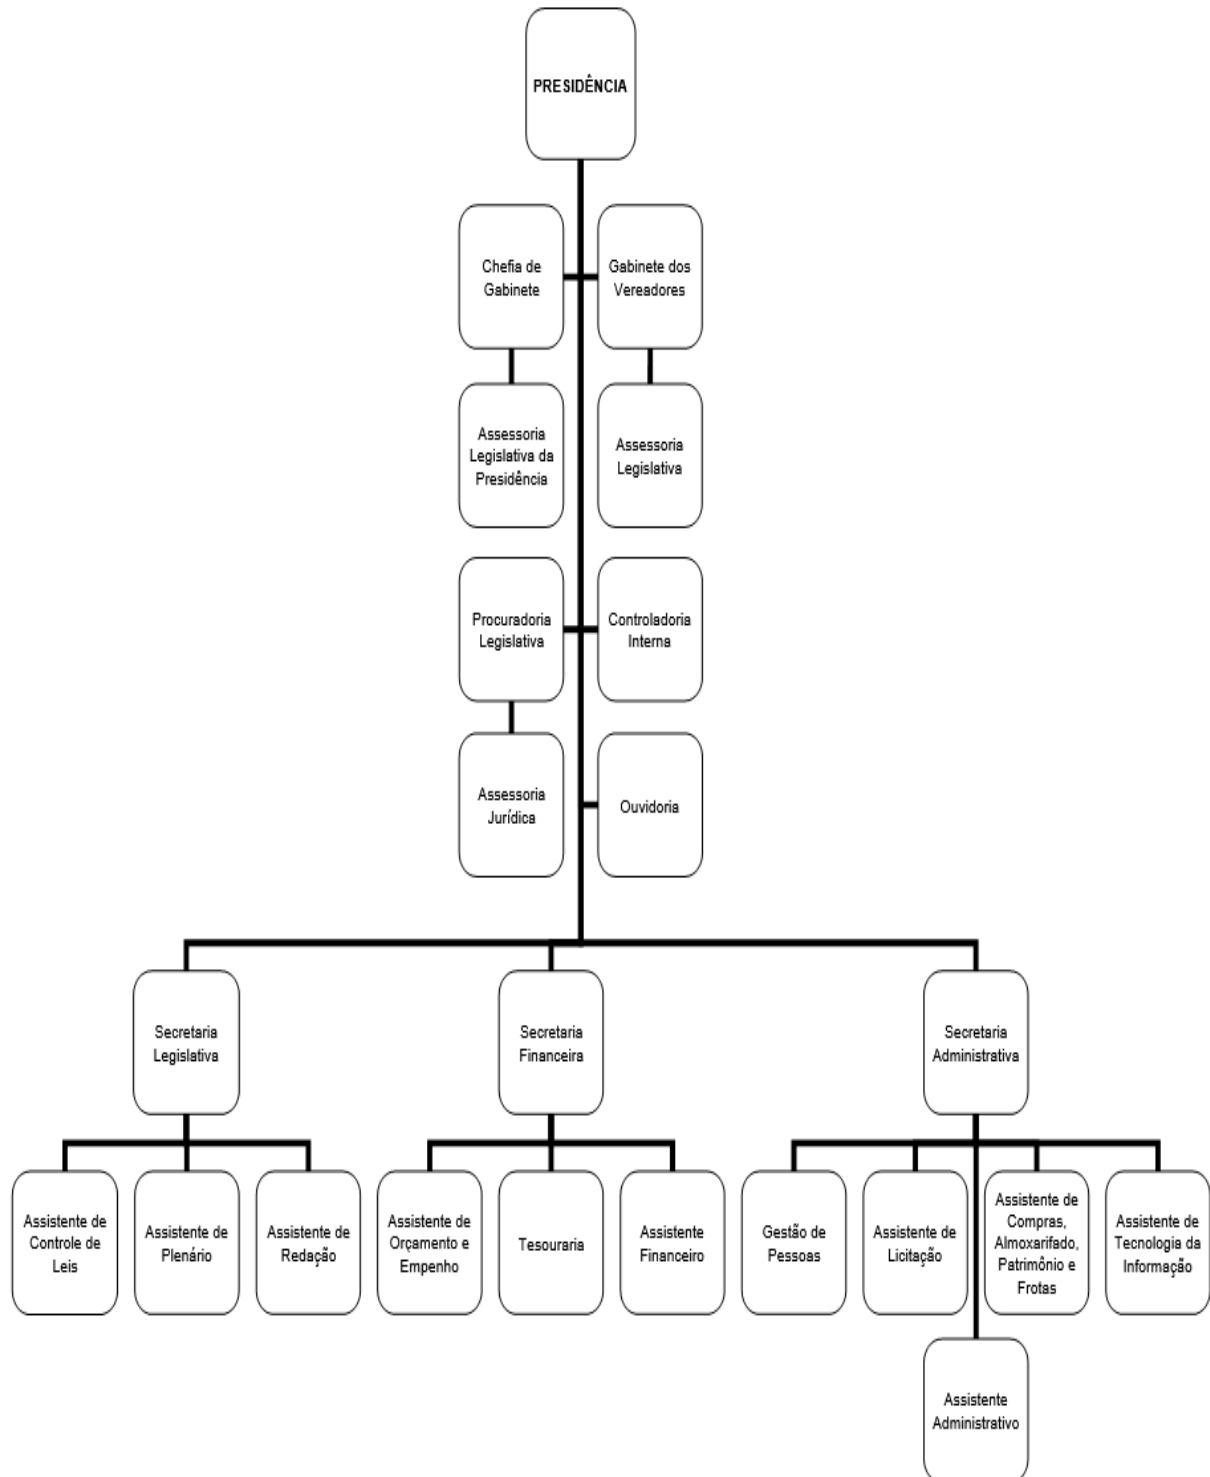 PRESIDÊNCIA
Chefia de
Gabinete
Gabinete dos
Vereadores
Assessoria
Legislativa da
Presidência
Assessoria
Legislativa
Procuradoria
Legislativa
Controladoria
Interna
Assessoria
Jurídica
Ouvidoria
Secretaria
Legislativa
Secretaria
Financeira
Secretaria
Administrativa
Assistente de
Controle de
Leis
Assistente de
Plenário
Assistente de
Redação
Assistente de
Orçamento e
Empenho
Tesouraria
Assistente
Financeiro
Gestão de
Pessoas
Assistente de
Licitação
Assistente de
Compras,
Almoxarifado,
Patrimônio e
Frotas
Assistente de
Tecnologia da
Informação
Assistente
Administrativo